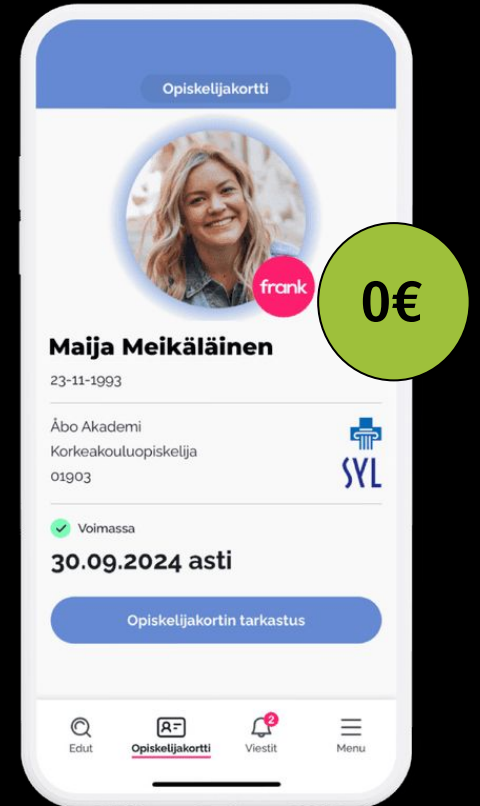 Opiskelijakortti
frank
0€
Maija Meikäläinen
23-11-1993
Åbo Akademi
Korkeakouluopiskelija
01903
SYL
Voimassa
30.09.2024 asti
Opiskelijakortin tarkastus
2
Edut
Opiskelijakortti
Viestit
Menu